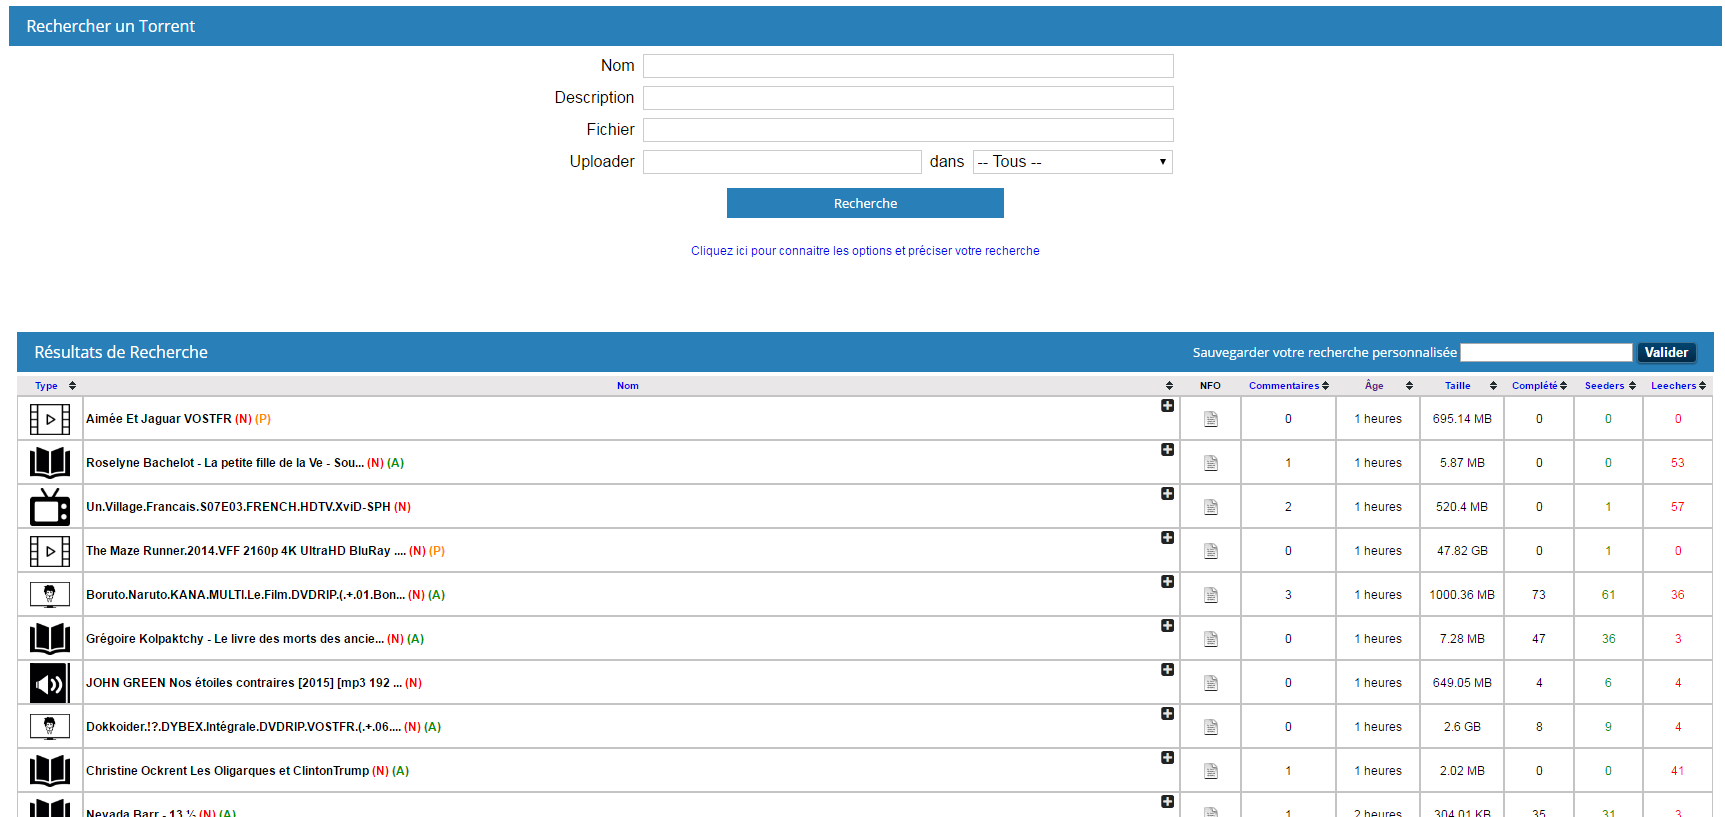 Rechercher un Torrent
Nom
Description
Fichier
Uploader dans -- Tous --
Recherche
Cliquez ici pour connaitre les options et préciser votre recherche
Résultats de Recherche Sauvegarder votre recherche personnalisée Valider
Type Nom NFO Commentaires Âge Taille Complété Seeders Leechers
Aimée Et Jaguar VOSTFR (N) (P) 0 1 heures 695.14 MB 0 0 0
Roselyne Bachelot - La petite fille de la Ve - Sou... (N) (A) 1 1 heures 5.87 MB 0 0 53
Un.Village.Francais.S07E03.FRENCH.HDTV.XviD-SPH (N) 2 1 heures 520.4 MB 0 1 57
The Maze Runner.2014.VFF 2160p 4K UltraHD BluRay .... (N) (P) 0 1 heures 47.82 GB 0 1 0
Boruto.Naruto.KANA.MULTI.Le.Film.DVDRIP.(.+.01.Bon... (N) (A) 3 1 heures 1000.36 MB 73 61 36
Grégoire Kolpaktchy - Le livre des morts des ancie... (N) (A) 0 1 heures 7.28 MB 47 36 3
JOHN GREEN Nos étoiles contraires [2015] [mp3 192 ... (N) 0 1 heures 649.05 MB 4 6 4
Dokkoider.!?.DYBEX.Intégrale.DVDRIP.VOSTFR.(.+.06.... (N) (A) 0 1 heures 2.6 GB 8 9 4
Christine Ockrent Les Oligarques et ClintonTrump (N) (A) 1 1 heures 2.02 MB 0 0 41
Nevada Barr - 13 ½ (N) (A) 1 2 heures 304.01 KB 35 31 3